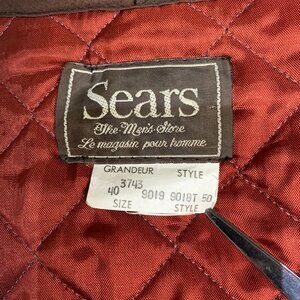 Sears
The Men's Store
Le magasin pour homme
GRANDEUR STYLE
3743
40 9019 9018T 50
SIZE STYLE